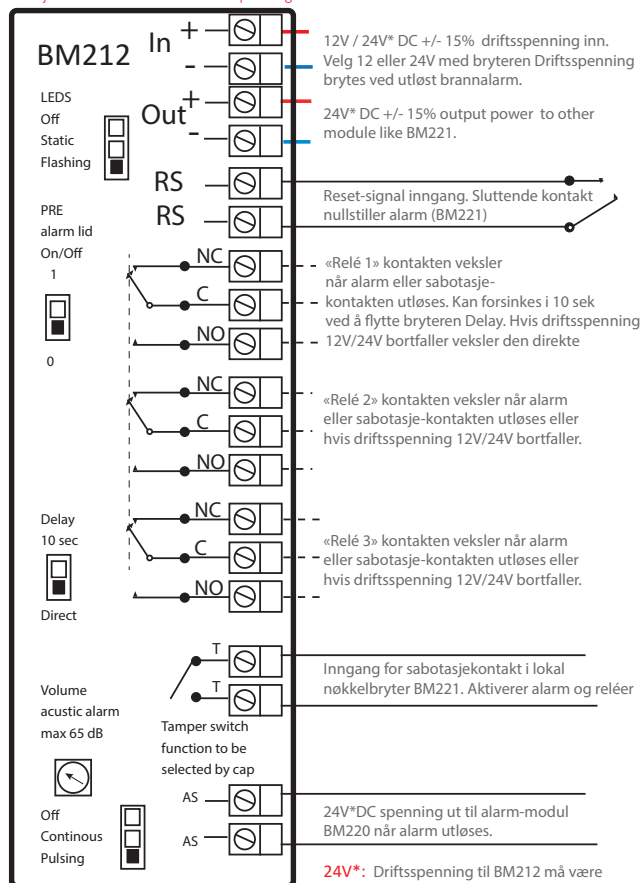 BM212
In
+
-
12V / 24V* DC +/- 15%  driftsspenning inn.
Velg 12 eller 24V med bryteren Driftsspenning
brytes ved utløst brannalarm.
LEDS
Off
Static
Flashing
Out
+
-
24V* DC +/- 15% output power  to other
module like BM221.
RS
RS
Reset-signal inngang. Sluttende kontakt
nullstiller alarm (BM221)
PRE
alarm lid
On/Off
1
0
NC
C
NO
«Relé 1» kontakten veksler
når alarm eller sabotasje-
kontakten utløses. Kan forsinkes i 10 sek
ved å flytte bryteren Delay. Hvis driftsspenning
12V/24V bortfaller veksler den direkte
NC
C
NO
«Relé 2» kontakten veksler når alarm
eller sabotasje-kontakten utløses eller
hvis driftsspenning 12V/24V bortfaller.
Delay
10 sec
Direct
NC
C
NO
«Relé 3» kontakten veksler når alarm
eller sabotasje-kontakten utløses eller
hvis driftsspenning 12V/24V bortfaller.
T
T
Inngang for sabotasjekontakt i lokal
nøkkelbryter BM221. Aktiverer alarm og reléer
Volume
acustic alarm
max 65 dB
Tamper switch
function to be
selected by cap
Off
Continous
Pulsing
AS
AS
24V*DC spenning ut til alarm-modul
BM220 når alarm utløses.
24V*: Driftsspenning til BM212 må være